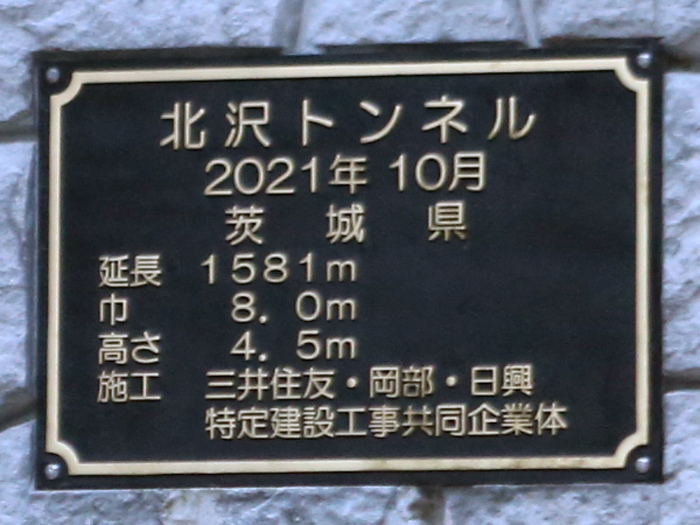 北沢トンネル
2021年 10月
茨城県
延長 1581m
巾 8.0m
高さ 4.5m
施工 三井住友・岡部・日興
特定建設工事共同企業体